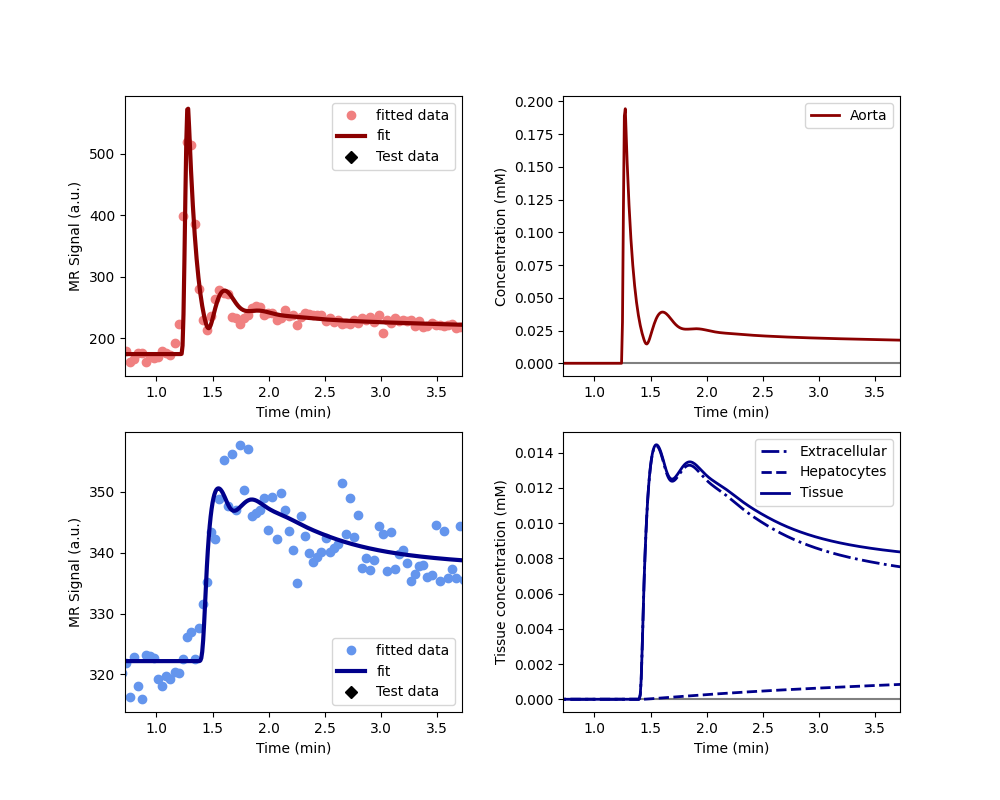 MR Signal (a.u.)
500
400
300
200
1.0 1.5 2.0 2.5 3.0 3.5
Time (min)
fitted data
fit
Test data
Concentration (mM)
0.200
0.175
0.150
0.125
0.100
0.075
0.050
0.025
0.000
1.0 1.5 2.0 2.5 3.0 3.5
Time (min)
Aorta
MR Signal (a.u.)
350
340
330
320
1.0 1.5 2.0 2.5 3.0 3.5
Time (min)
fitted data
fit
Test data
Tissue concentration (mM)
0.014
0.012
0.010
0.008
0.006
0.004
0.002
0.000
1.0 1.5 2.0 2.5 3.0 3.5
Time (min)
Extracellular
Hepatocytes
Tissue